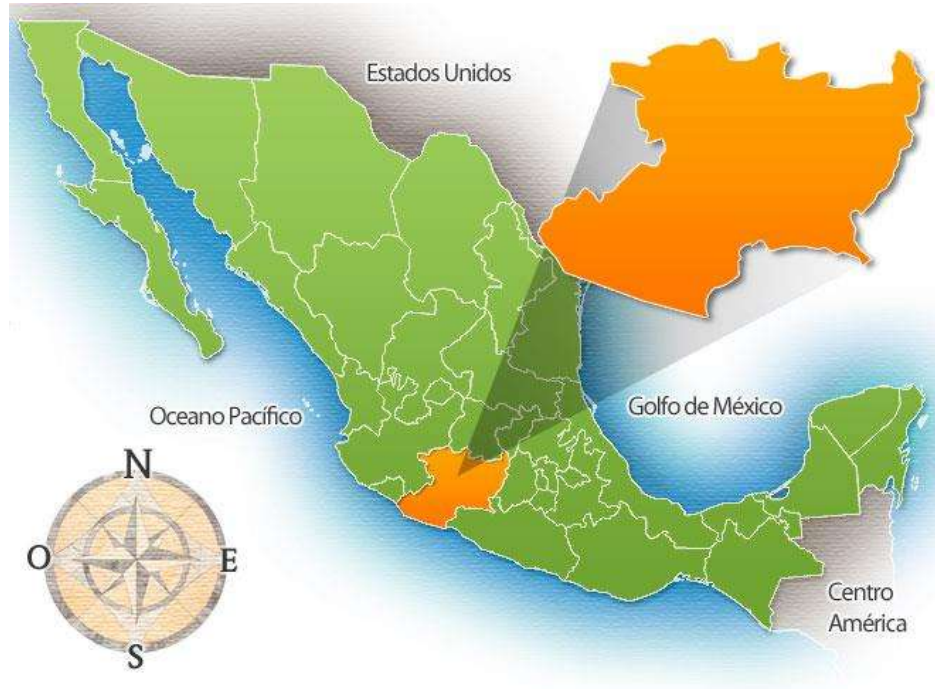 Estados Unidos
Oceano Pacífico
Golfo de México
N
O
E
S
Centro
América